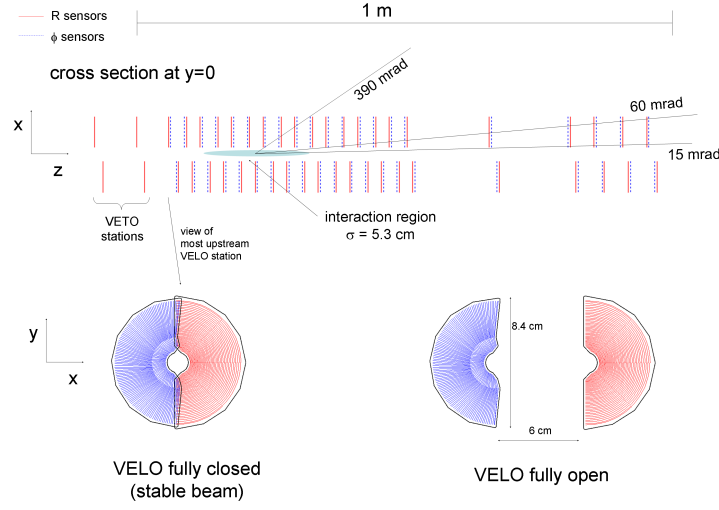 R sensors
ϕ sensors
1 m
cross section at y=0
390 mrad
60 mrad
15 mrad
x
z
VETO
stations
view of
most upstream
VELO station
interaction region
σ = 5.3 cm
y
x
8.4 cm
6 cm
VELO fully closed
(stable beam)
VELO fully open